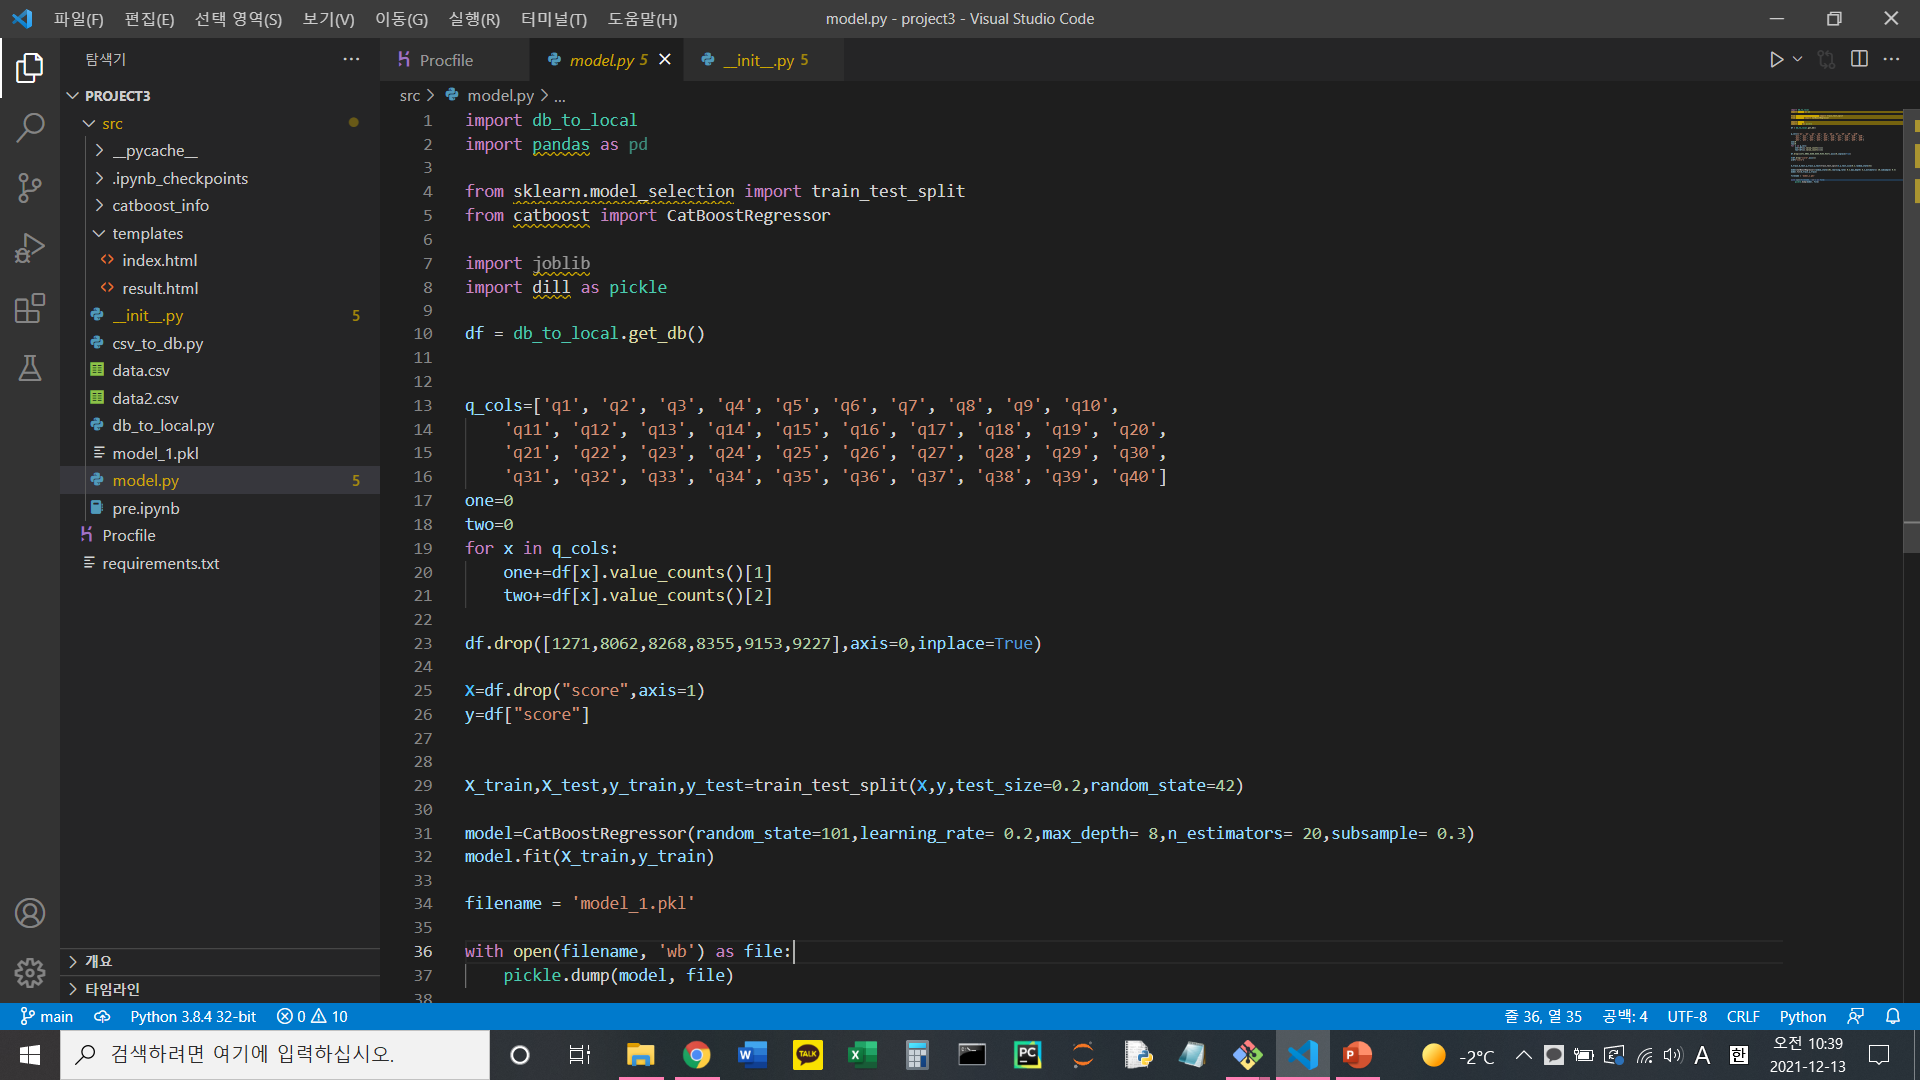 파일(F) 편집(E) 선택 영역(S) 보기(V) 이동(G) 실행(R) 터미널(T) 도움말(H)
model.py - project3 - Visual Studio Code
탐색기
PROJECT3
src
__pycache__
.ipynb_checkpoints
catboost_info
templates
index.html
result.html
__init__.py 5
csv_to_db.py
data.csv
data2.csv
db_to_local.py
model_1.pkl
model.py 5
pre.ipynb
Procfile
requirements.txt
개요
타임라인
Procfile
model.py 5
__init__.py 5
src > model.py > ...
1 import db_to_local
2 import pandas as pd
3
4 from sklearn.model_selection import train_test_split
5 from catboost import CatBoostRegressor
6
7 import joblib
8 import dill as pickle
9
10 df = db_to_local.get_db()
11
12
13 q_cols=['q1', 'q2', 'q3', 'q4', 'q5', 'q6', 'q7', 'q8', 'q9', 'q10',
14 'q11', 'q12', 'q13', 'q14', 'q15', 'q16', 'q17', 'q18', 'q19', 'q20',
15 'q21', 'q22', 'q23', 'q24', 'q25', 'q26', 'q27', 'q28', 'q29', 'q30',
16 'q31', 'q32', 'q33', 'q34', 'q35', 'q36', 'q37', 'q38', 'q39', 'q40']
17 one=0
18 two=0
19 for x in q_cols:
20 one+=df[x].value_counts()[1]
21 two+=df[x].value_counts()[2]
22
23 df.drop([1271,8062,8268,8355,9153,9227],axis=0,inplace=True)
24
25 X=df.drop("score",axis=1)
26 y=df["score"]
27
28
29 X_train,X_test,y_train,y_test=train_test_split(X,y,test_size=0.2,random_state=42)
30
31 model=CatBoostRegressor(random_state=101,learning_rate= 0.2,max_depth= 8,n_estimators= 20,subsample= 0.3)
32 model.fit(X_train,y_train)
33
34 filename = 'model_1.pkl'
35
36 with open(filename, 'wb') as file:
37 pickle.dump(model, file)
38
main Python 3.8.4 32-bit 0 10
줄 36, 열 35 공백: 4 UTF-8 CRLF Python
검색하려면 여기에 입력하십시오.
TALK
PC
-2°C
A
한
오전 10:39
2021-12-13